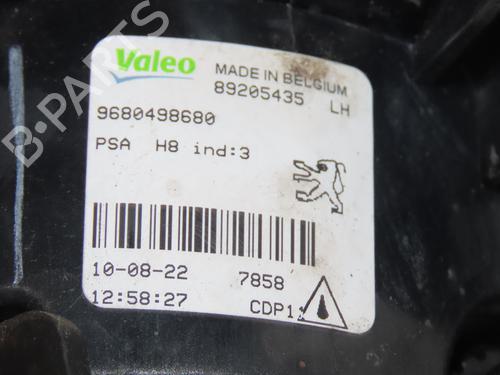 Valeo
MADE IN BELGIUM
89205435 LH
9680498680
PSA H8 ind:3
10-08-22 7858
12:58:27
B-PARTS